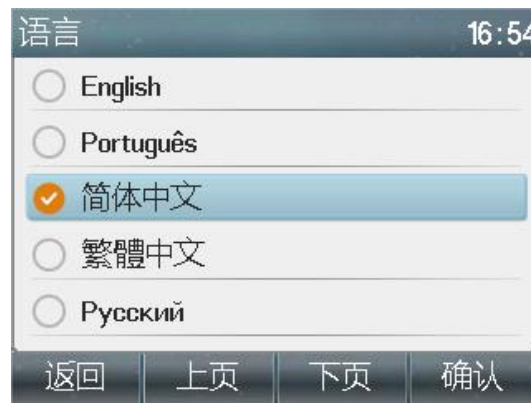 语言 16:54
English
Português
简体中文
繁體中文
Русский
返回 上页 下页 确认